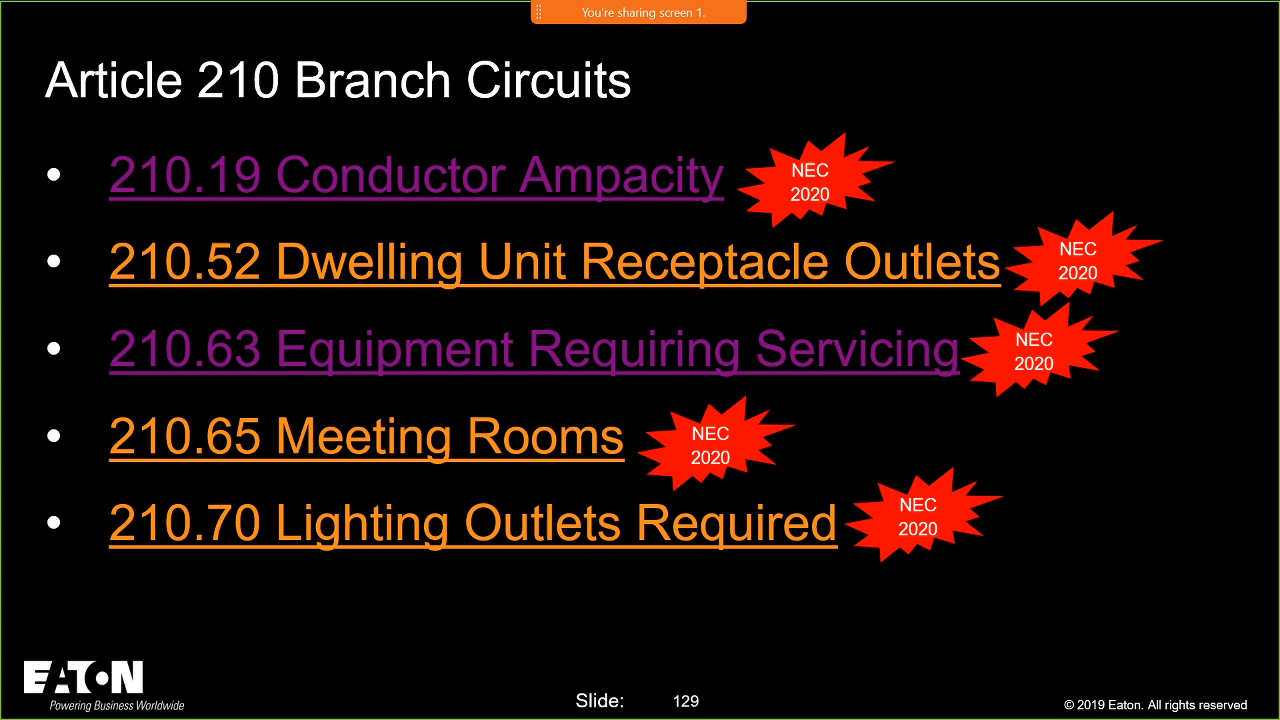 You're sharing screen 1.
Article 210 Branch Circuits
• 210.19 Conductor Ampacity
NEC
2020
• 210.52 Dwelling Unit Receptacle Outlets
NEC
2020
• 210.63 Equipment Requiring Servicing
NEC
2020
• 210.65 Meeting Rooms
NEC
2020
• 210.70 Lighting Outlets Required
NEC
2020
EATON
Powering Business Worldwide
Slide: 129
© 2019 Eaton. All rights reserved